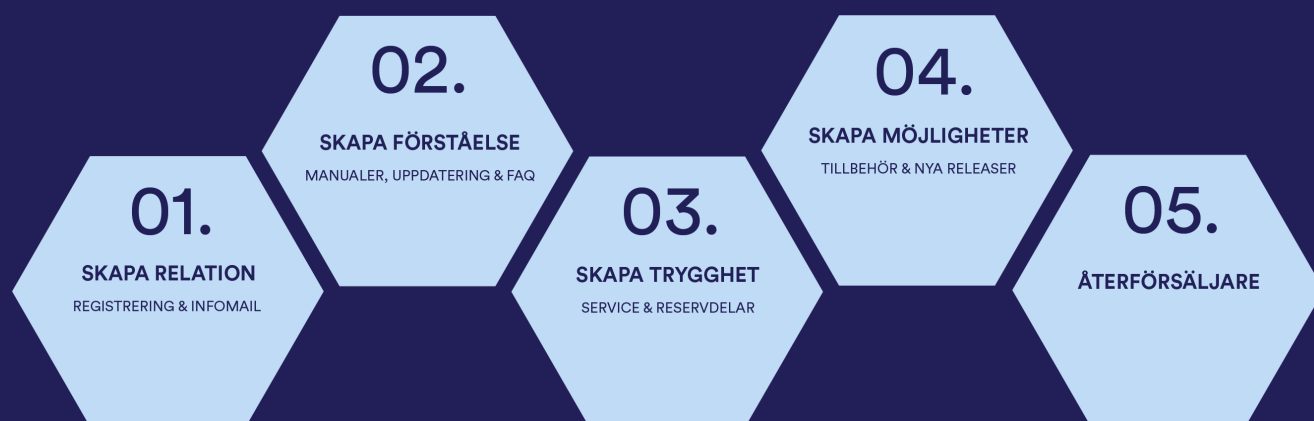 01.
SKAPA RELATION
REGISTRERING & INFOMAIL
02.
SKAPA FÖRSTÅELSE
MANUALER, UPPDATERING & FAQ
03.
SKAPA TRYGGHET
SERVICE & RESERVDELAR
04.
SKAPA MÖJLIGHETER
TILLBEHÖR & NYA RELEASER
05.
ÅTERFÖRSÄLJARE